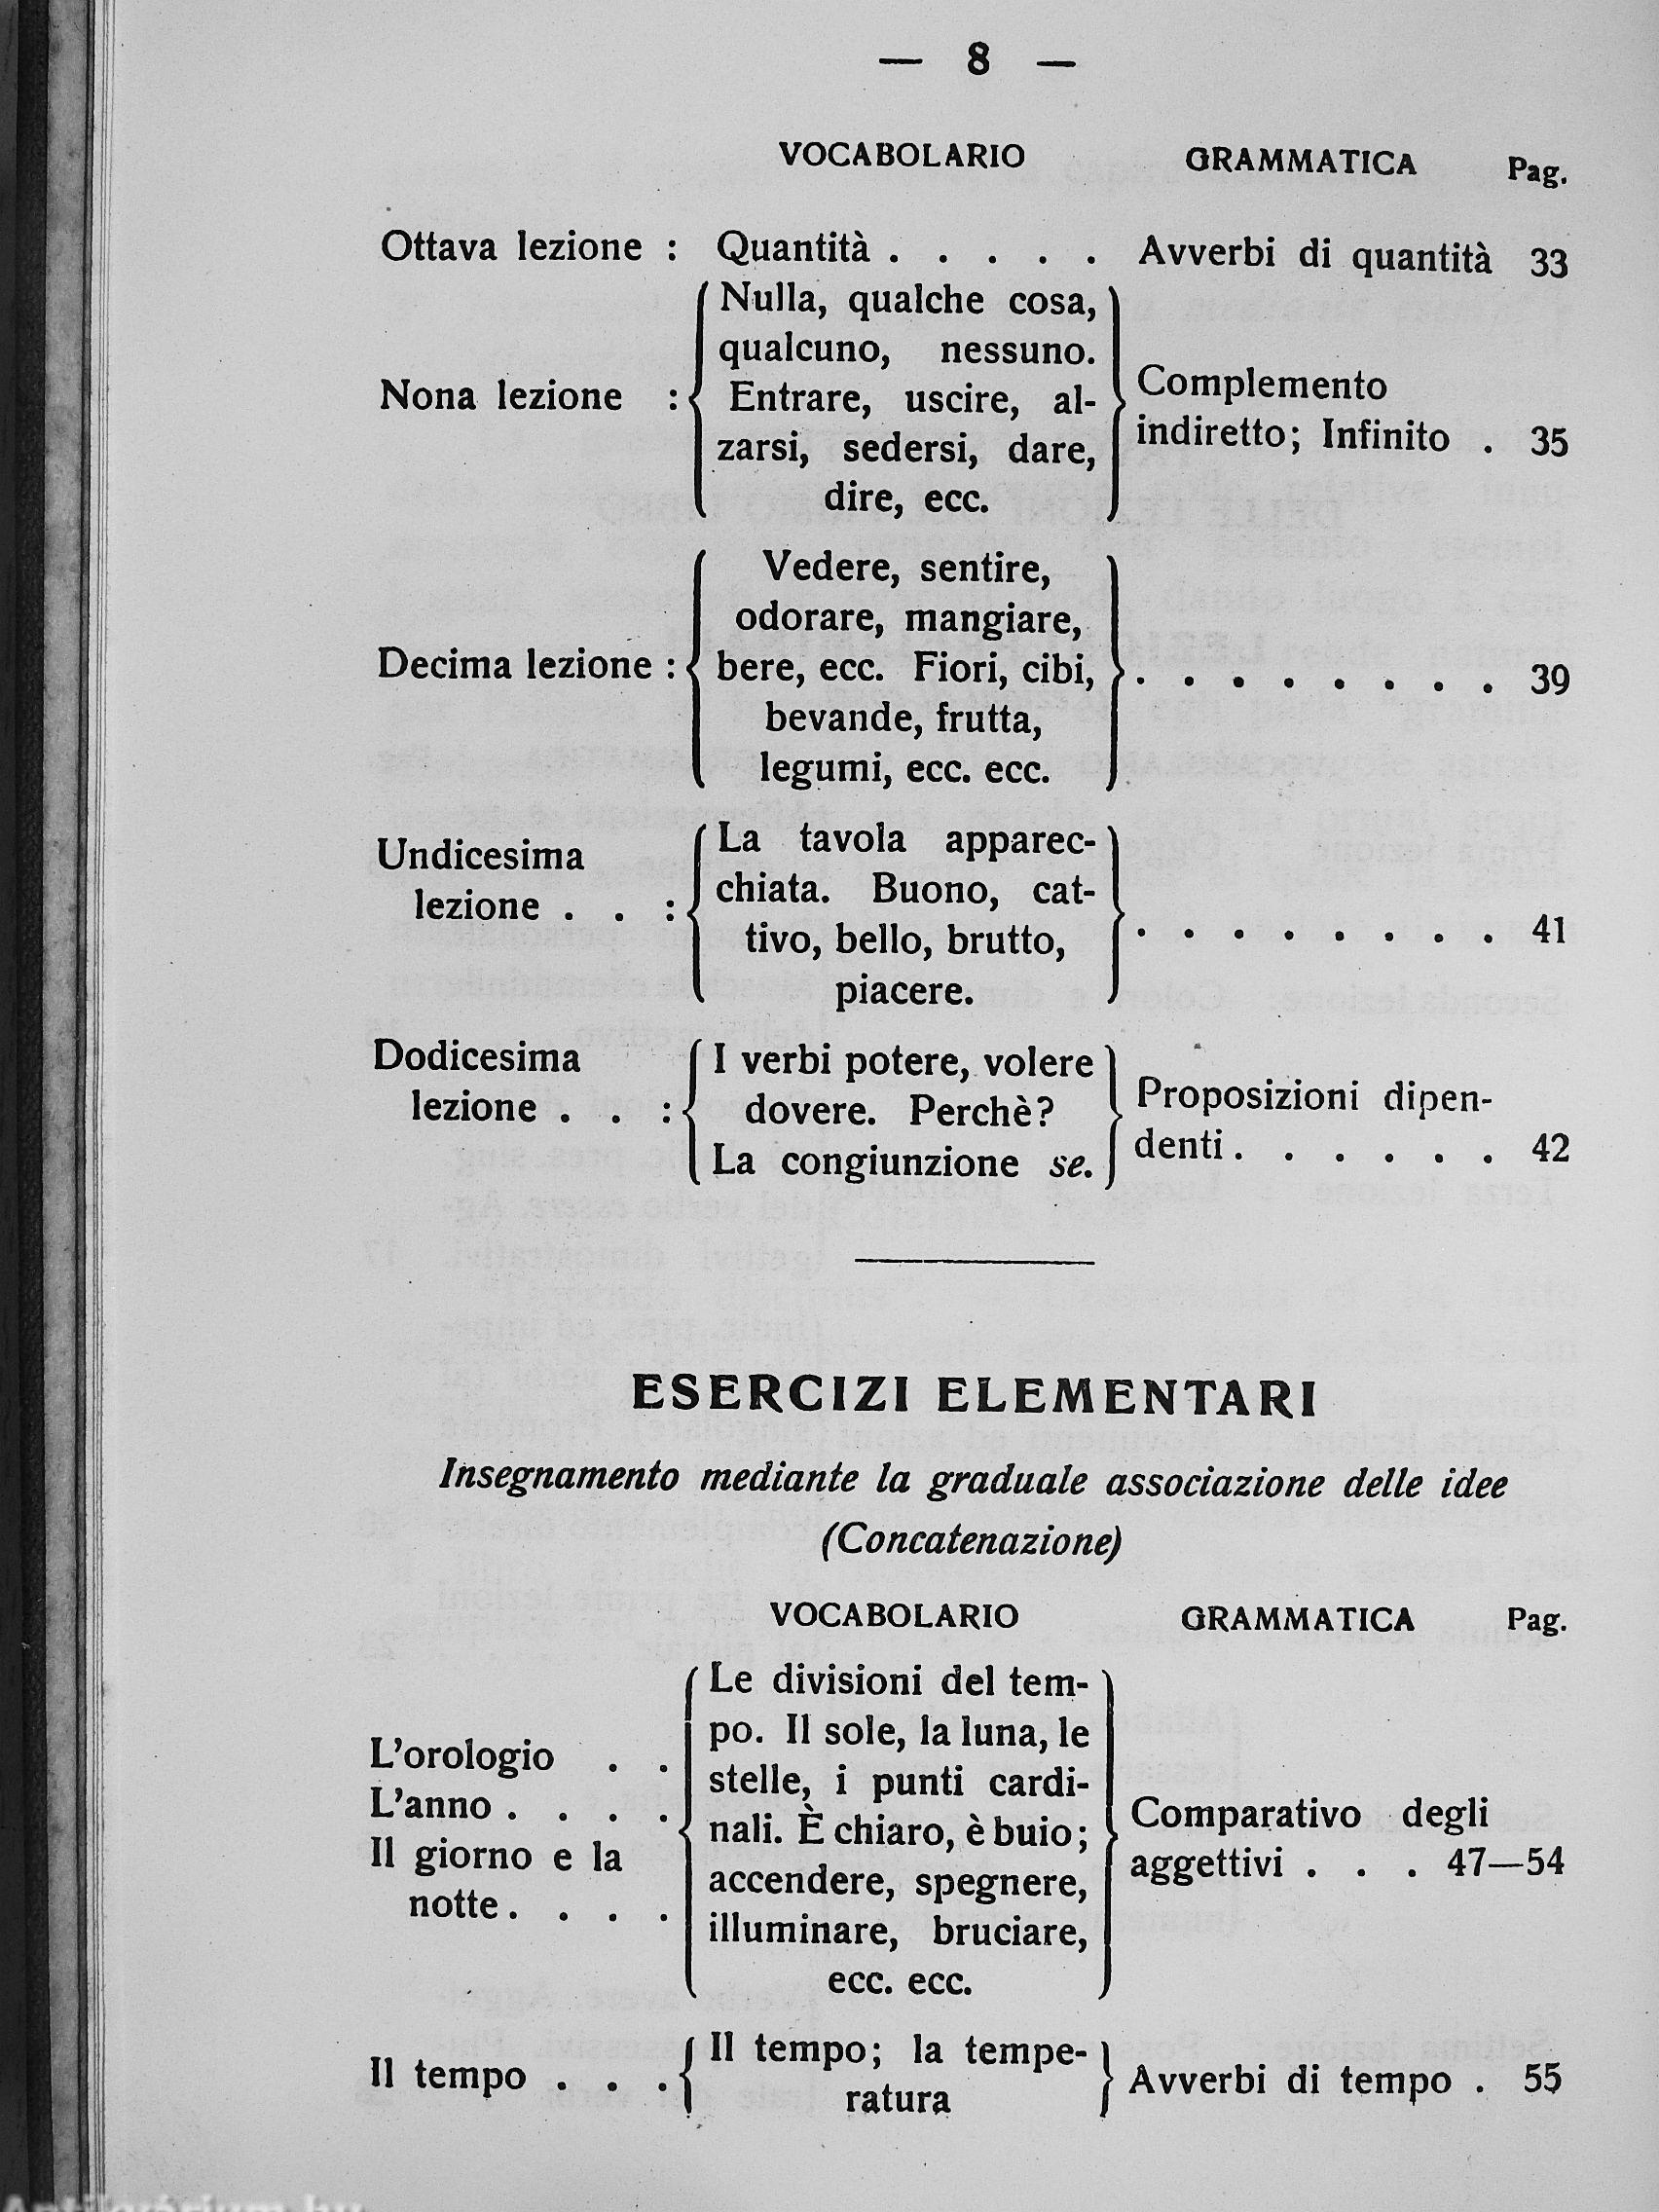 — 8 —
VOCABOLARIO GRAMMATICA Pag.
Ottava lezione : Quantità . . . . . Avverbi di quantità 33
Nona lezione :
Nulla, qualche cosa,
qualcuno, nessuno.
Entrare, uscire, al-
zarsi, sedersi, dare,
dire, ecc.
Complemento
indiretto; Infinito . 35
Decima lezione :
Vedere, sentire,
odorare, mangiare,
bere, ecc. Fiori, cibi,
bevande, frutta,
legumi, ecc. ecc.
. . . . . . . . 39
Undicesima
lezione . . :
La tavola apparec-
chiata. Buono, cat-
tivo, bello, brutto,
piacere.
. . . . . . . . 41
Dodicesima
lezione . . :
I verbi potere, volere
dovere. Perchè?
La congiunzione se.
Proposizioni dipen-
denti . . . . . . 42
ESERCIZI ELEMENTARI
Insegnamento mediante la graduale associazione delle idee
(Concatenazione)
VOCABOLARIO GRAMMATICA Pag.
L'orologio . .
L'anno . . . .
Il giorno e la
notte . . . .
Le divisioni del tem-
po. Il sole, la luna, le
stelle, i punti cardi-
nali. È chiaro, è buio;
accendere, spegnere,
illuminare, bruciare,
ecc. ecc.
Comparativo degli
aggettivi . . . 47—54
Il tempo . . .
Il tempo; la tempe-
ratura
Avverbi di tempo . 55